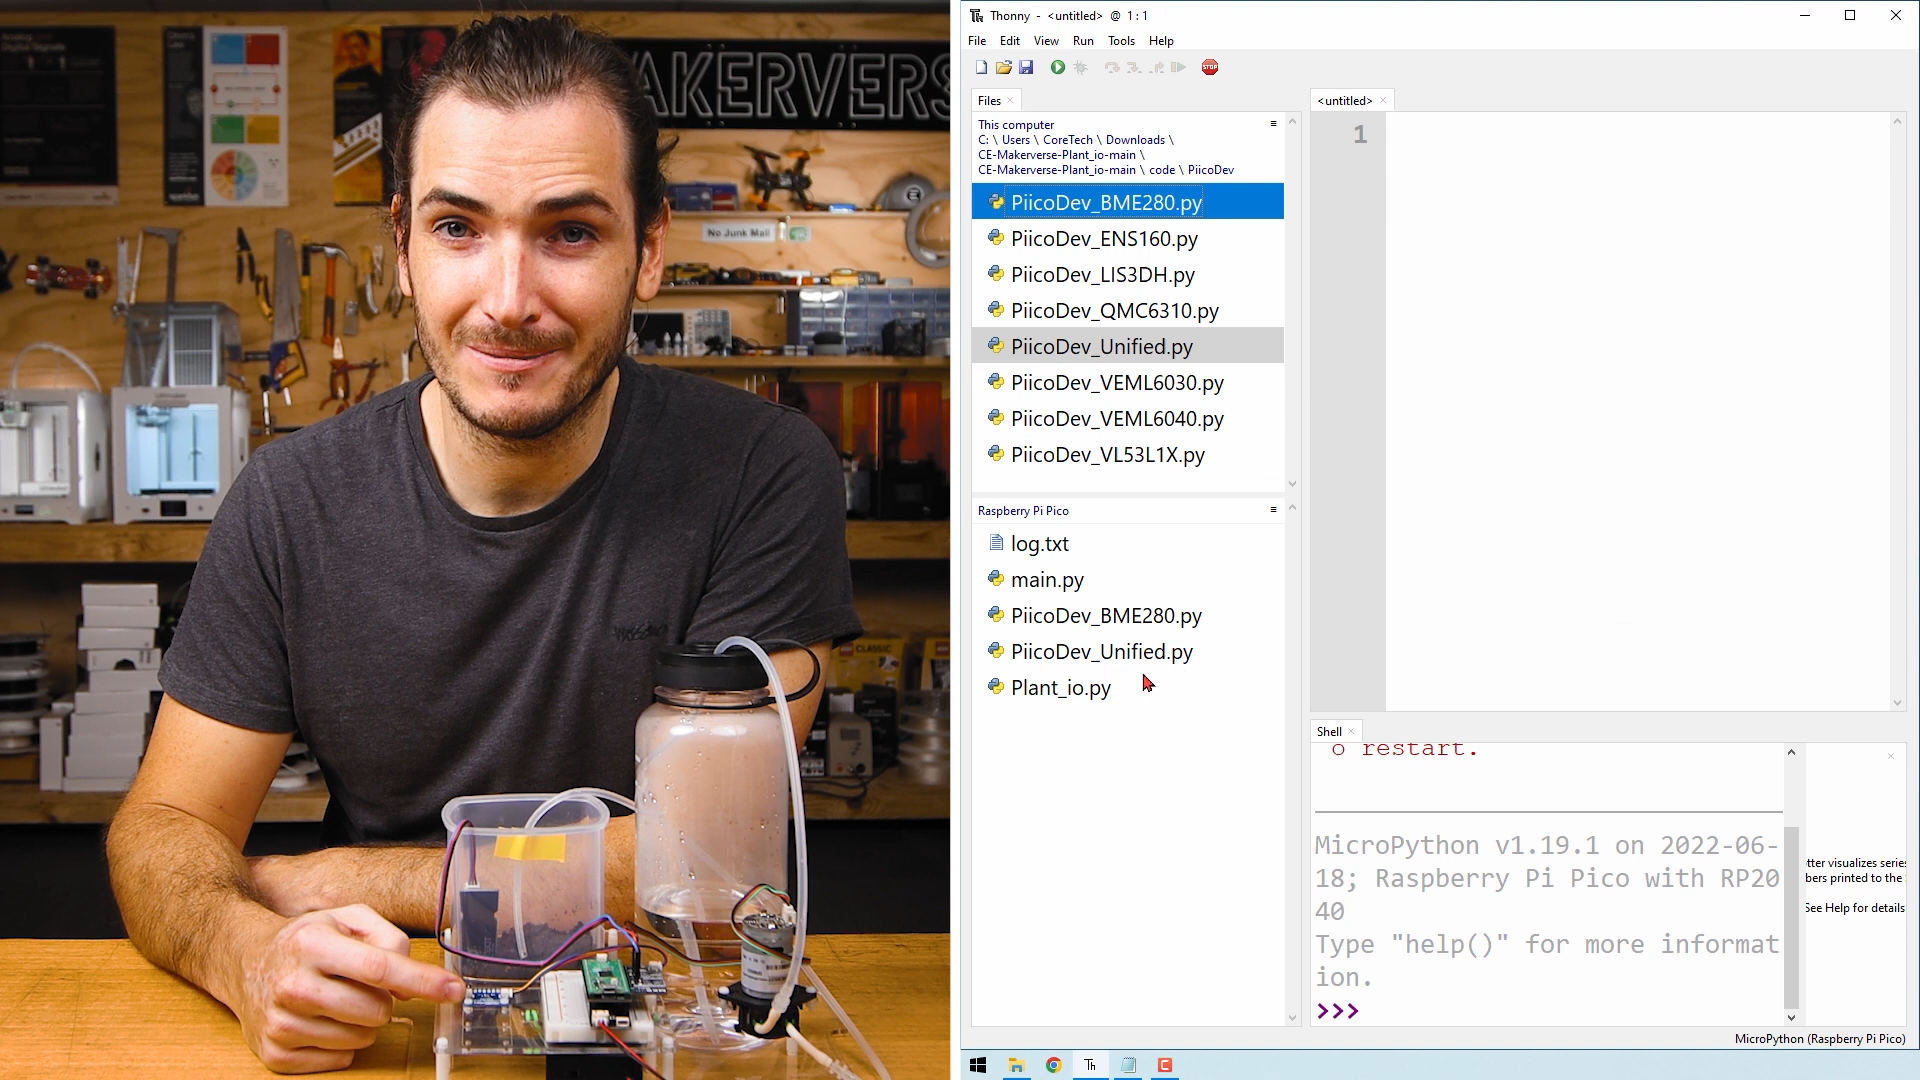 AKERVERS
No Junk Mail
CLASSIC
Thonny - <untitled> @ 1 : 1
File Edit View Run Tools Help
STOP
Files
<untitled>
This computer
C: \ Users \ CoreTech \ Downloads \
CE-Makerverse-Plant_io-main \
CE-Makerverse-Plant_io-main \ code \ PiicoDev
1
PiicoDev_BME280.py
PiicoDev_ENS160.py
PiicoDev_LIS3DH.py
PiicoDev_QMC6310.py
PiicoDev_Unified.py
PiicoDev_VEML6030.py
PiicoDev_VEML6040.py
PiicoDev_VL53L1X.py
Raspberry Pi Pico
log.txt
main.py
PiicoDev_BME280.py
PiicoDev_Unified.py
Plant_io.py
Shell
o restart.
MicroPython v1.19.1 on 2022-06-
18; Raspberry Pi Pico with RP20
40
Type "help()" for more informat
ion.
>>>
tter visualizes series
bers printed to the
See Help for details
MicroPython (Raspberry Pi Pico)
Th